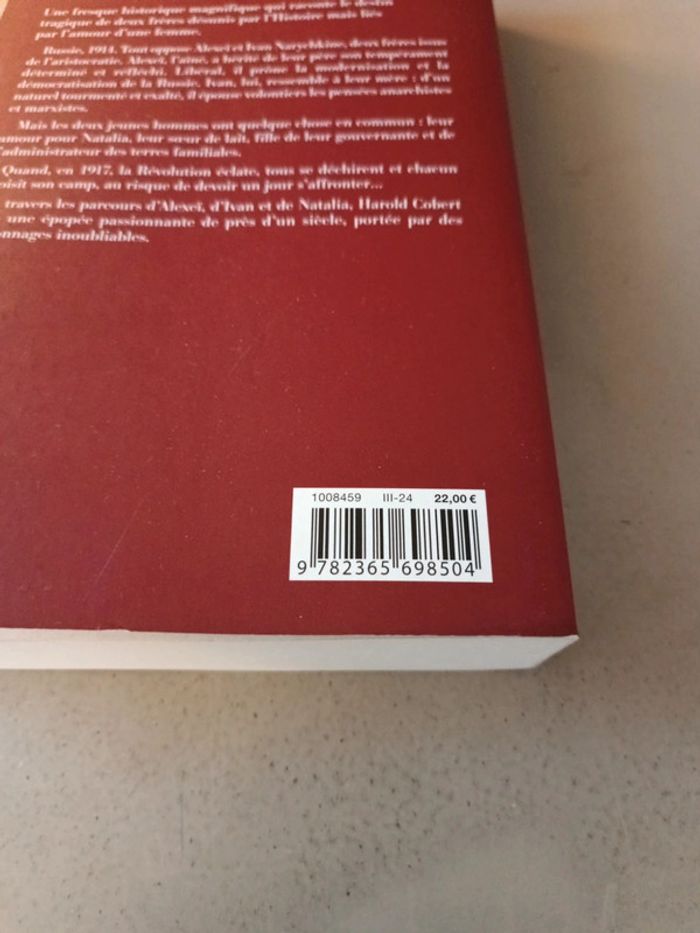 Une fresque historique magnifique qui raconte le destin
tragique de deux frères désunis par l'Histoire mais liés
par l'amour d'une femme.
Russie, 1914. Tout oppose Alexeï et Ivan Narychkine, deux frères issus
de l'aristocratie. Alexeï, l'aîné, a hérité de leur père son tempérament
déterminé et réfléchi. Libéral, il prône la modernisation et la
démocratisation de la Russie. Ivan, lui, ressemble à leur mère : d'un
naturel tourmenté et exalté, il épouse volontiers les pensées anarchistes
et marxistes.
Mais les deux jeunes hommes ont quelque chose en commun : leur
amour pour Natalia, leur sœur de lait, fille de leur gouvernante et de
l'administrateur des terres familiales.
Quand, en 1917, la Révolution éclate, tous se déchirent et chacun
oisit son camp, au risque de devoir un jour s'affronter...
travers les parcours d'Alexeï, d'Ivan et de Natalia, Harold Cobert
une épopée passionnante de près d'un siècle, portée par des
onnages inoubliables.
1008459 III-24 22,00 €
9 782365 698504